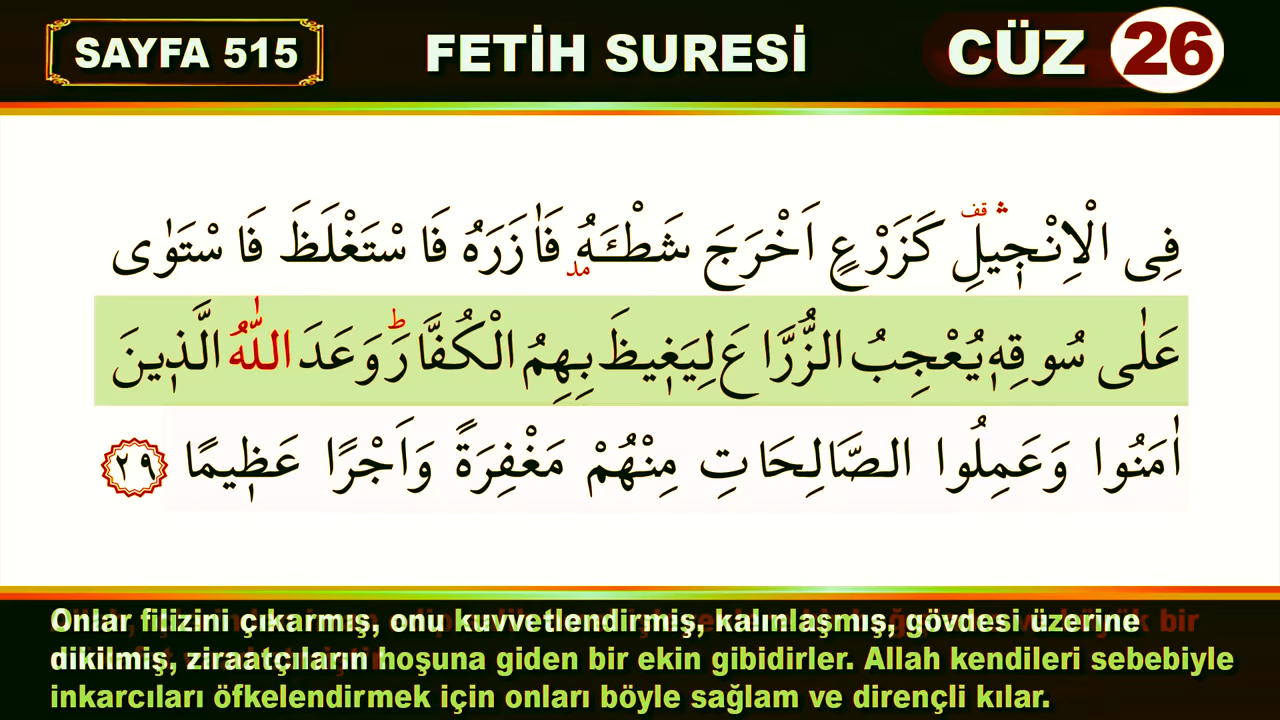 SAYFA 515
FETİH SURESİ
CÜZ 26
فِى الْاِنْجٖيلِ ۛ قف كَزَرْعٍ اَخْرَجَ شَطْـَٔهُ مد فَاٰزَرَهُ فَاسْتَغْلَظَ فَاسْتَوٰى
عَلٰى سُوقِهٖ يُعْجِبُ الزُّرَّاعَ لِيَغٖيظَ بِهِمُ الْكُفَّارَ ط وَعَدَ اللّٰهُ الَّذٖينَ
اٰمَنُوا وَعَمِلُوا الصَّالِحَاتِ مِنْهُمْ مَغْفِرَةً وَاَجْرًا عَظٖيمًا ٢٩
Onlar filizini çıkarmış, onu kuvvetlendirmiş, kalınlaşmış, gövdesi üzerine
dikilmiş, ziraatçıların hoşuna giden bir ekin gibidirler. Allah kendileri sebebiyle
inkarcıları öfkelendirmek için onları böyle sağlam ve dirençli kılar.